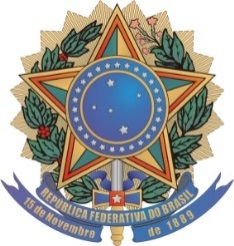 REPÚBLICA FEDERATIVA DO BRASIL
15 de Novembro de 1889